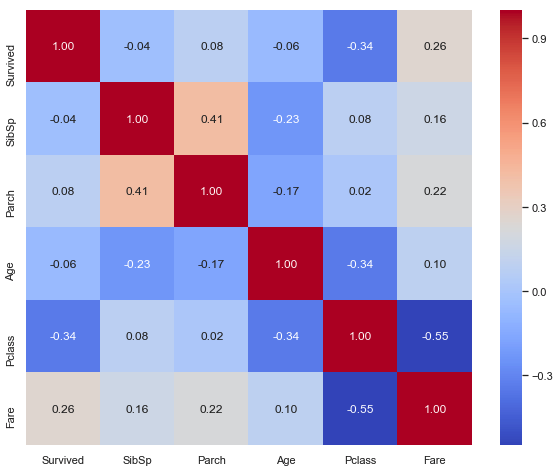 Survived 1.00 -0.04 0.08 -0.06 -0.34 0.26
SibSp -0.04 1.00 0.41 -0.23 0.08 0.16
Parch 0.08 0.41 1.00 -0.17 0.02 0.22
Age -0.06 -0.23 -0.17 1.00 -0.34 0.10
Pclass -0.34 0.08 0.02 -0.34 1.00 -0.55
Fare 0.26 0.16 0.22 0.10 -0.55 1.00
Survived SibSp Parch Age Pclass Fare
0.9
0.6
0.3
0.0
-0.3